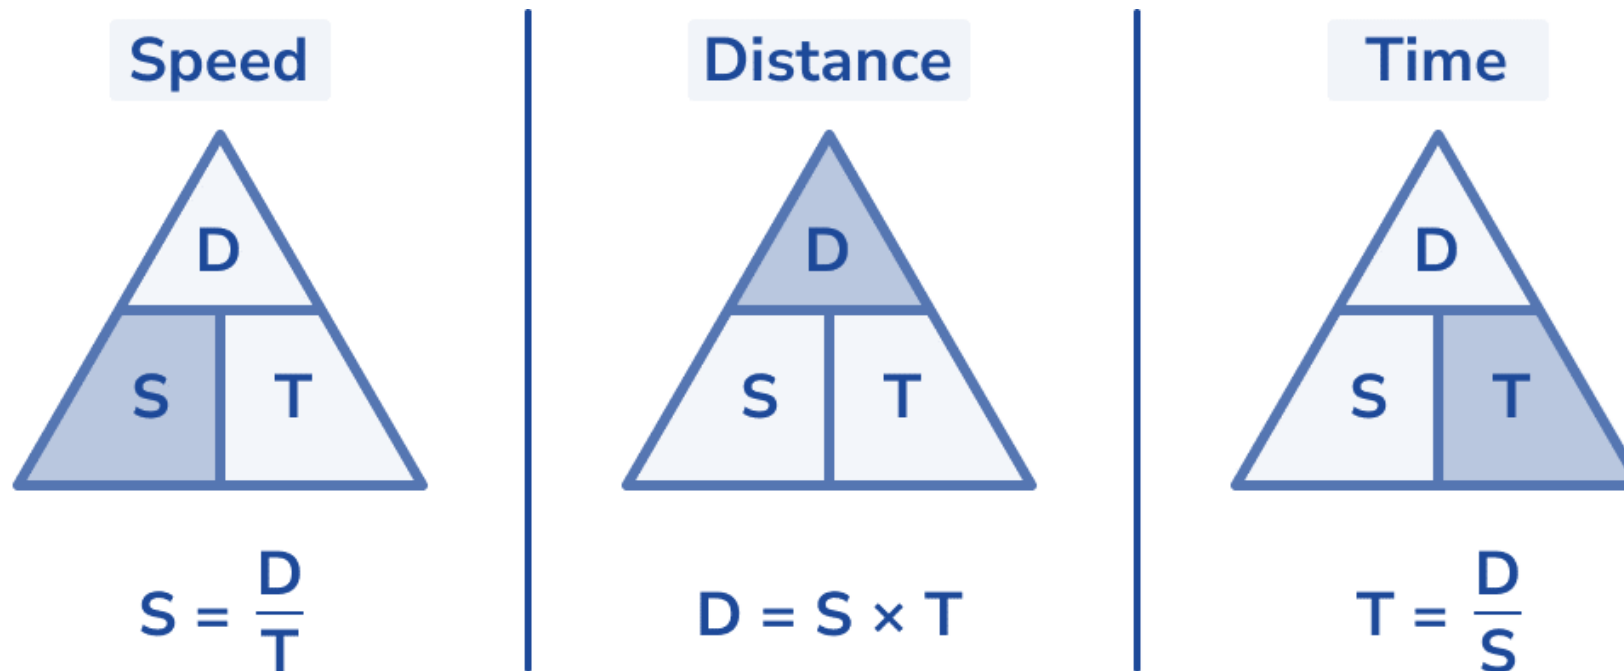 Speed
D
S T
S = D/T
Distance
D
S T
D = S × T
Time
D
S T
T = D/S